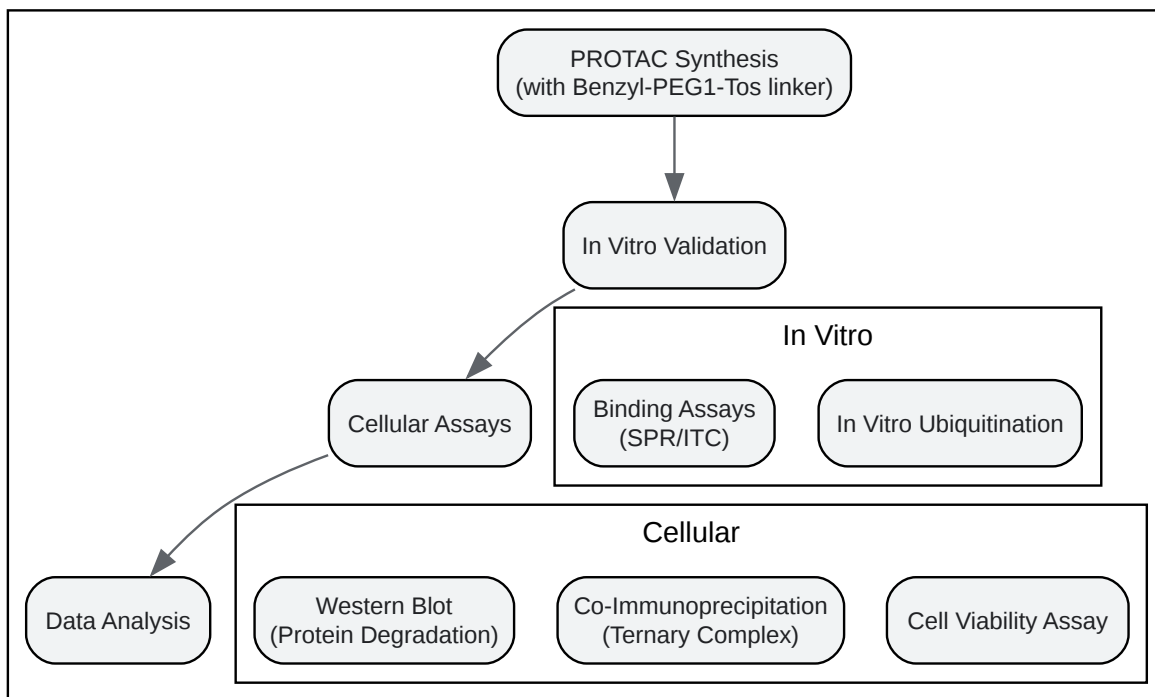 PROTAC Synthesis
(with Benzyl-PEG1-Tos linker)
In Vitro Validation
In Vitro
Cellular Assays
Binding Assays
(SPR/ITC)
In Vitro Ubiquitination
Cellular
Data Analysis
Western Blot
(Protein Degradation)
Co-Immunoprecipitation
(Ternary Complex)
Cell Viability Assay